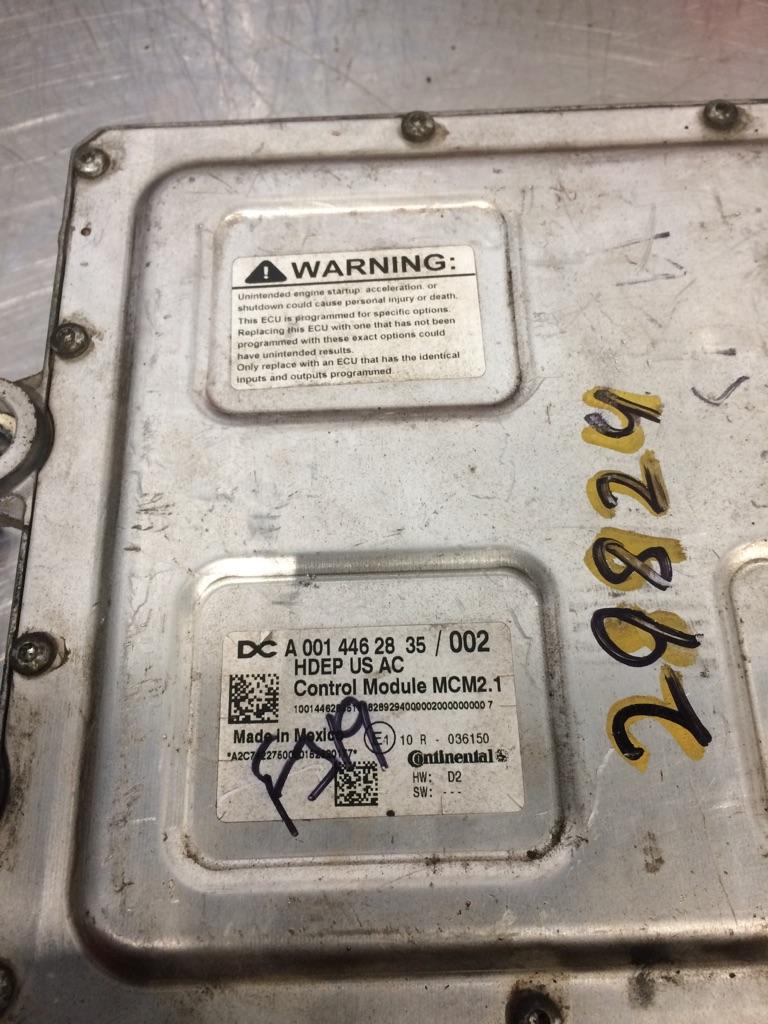 WARNING:
Unintended engine startup, acceleration, or
shutdown could cause personal injury or death.
This ECU is programmed for specific options.
Replacing this ECU with one that has not been
programmed with these exact options could
have unintended results.
Only replace with an ECU that has the identical
inputs and outputs programmed.
29824
DC A 001 446 28 35 / 002
HDEP US AC
Control Module MCM2.1
Made in Mexico
E1 10 R - 036150
Continental
HW: D2
SW: ---